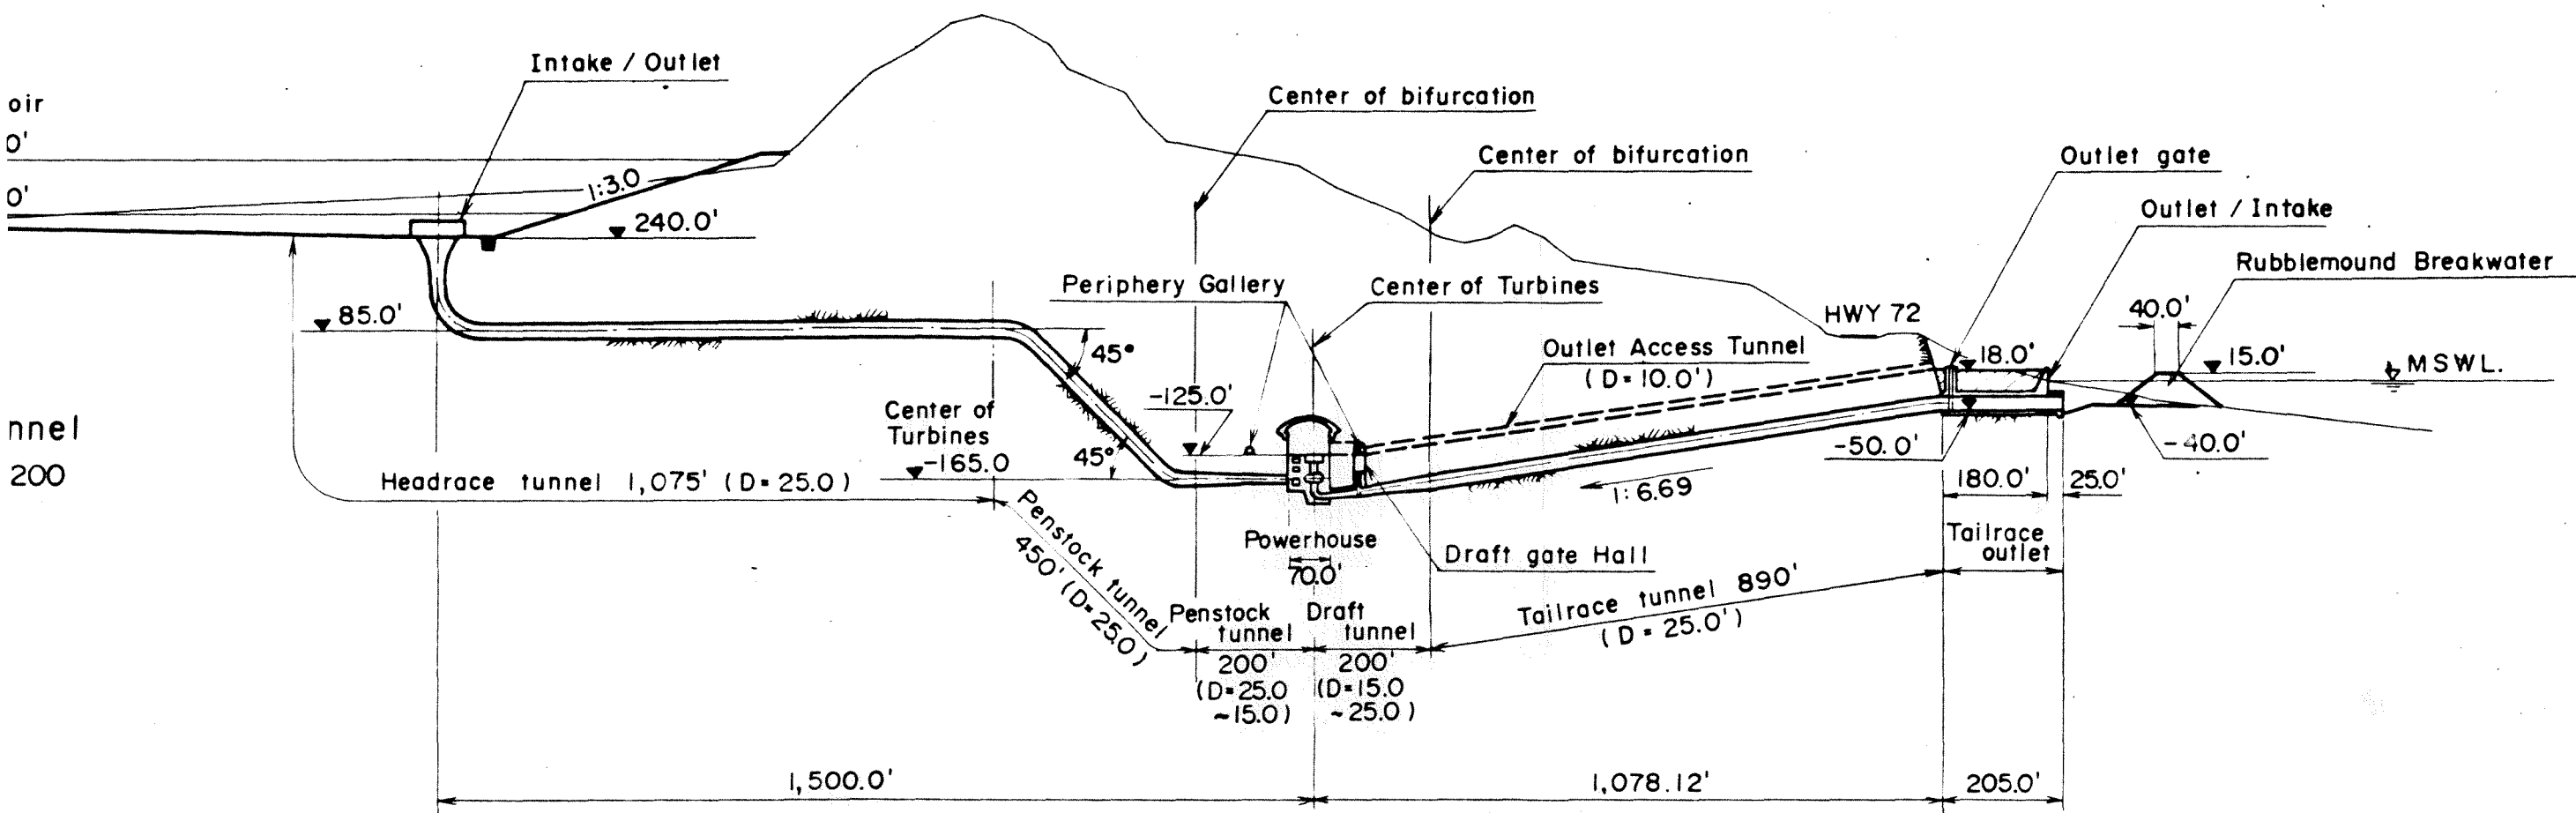 Intake / Outlet
oir
0'
0'
1:3.0
240.0'
Center of bifurcation
Center of bifurcation
Outlet gate
Outlet / Intake
Rubblemound Breakwater
Periphery Gallery
Center of Turbines
HWY 72
40.0'
85.0'
45°
Outlet Access Tunnel
(D=10.0')
18.0'
15.0'
MSWL.
-125.0'
Center of
Turbines
-165.0
45°
-50.0'
-40.0'
nnel
200
Headrace tunnel 1,075' (D=25.0)
1:6.69
180.0'
25.0'
Penstock tunnel
450' (D=25.0)
Powerhouse
70.0'
Draft gate Hall
Tailrace
outlet
Penstock
tunnel
200'
(D=25.0
~15.0)
Draft
tunnel
200'
(D=15.0
~25.0)
Tailrace tunnel 890'
(D=25.0')
1,500.0'
1,078.12'
205.0'